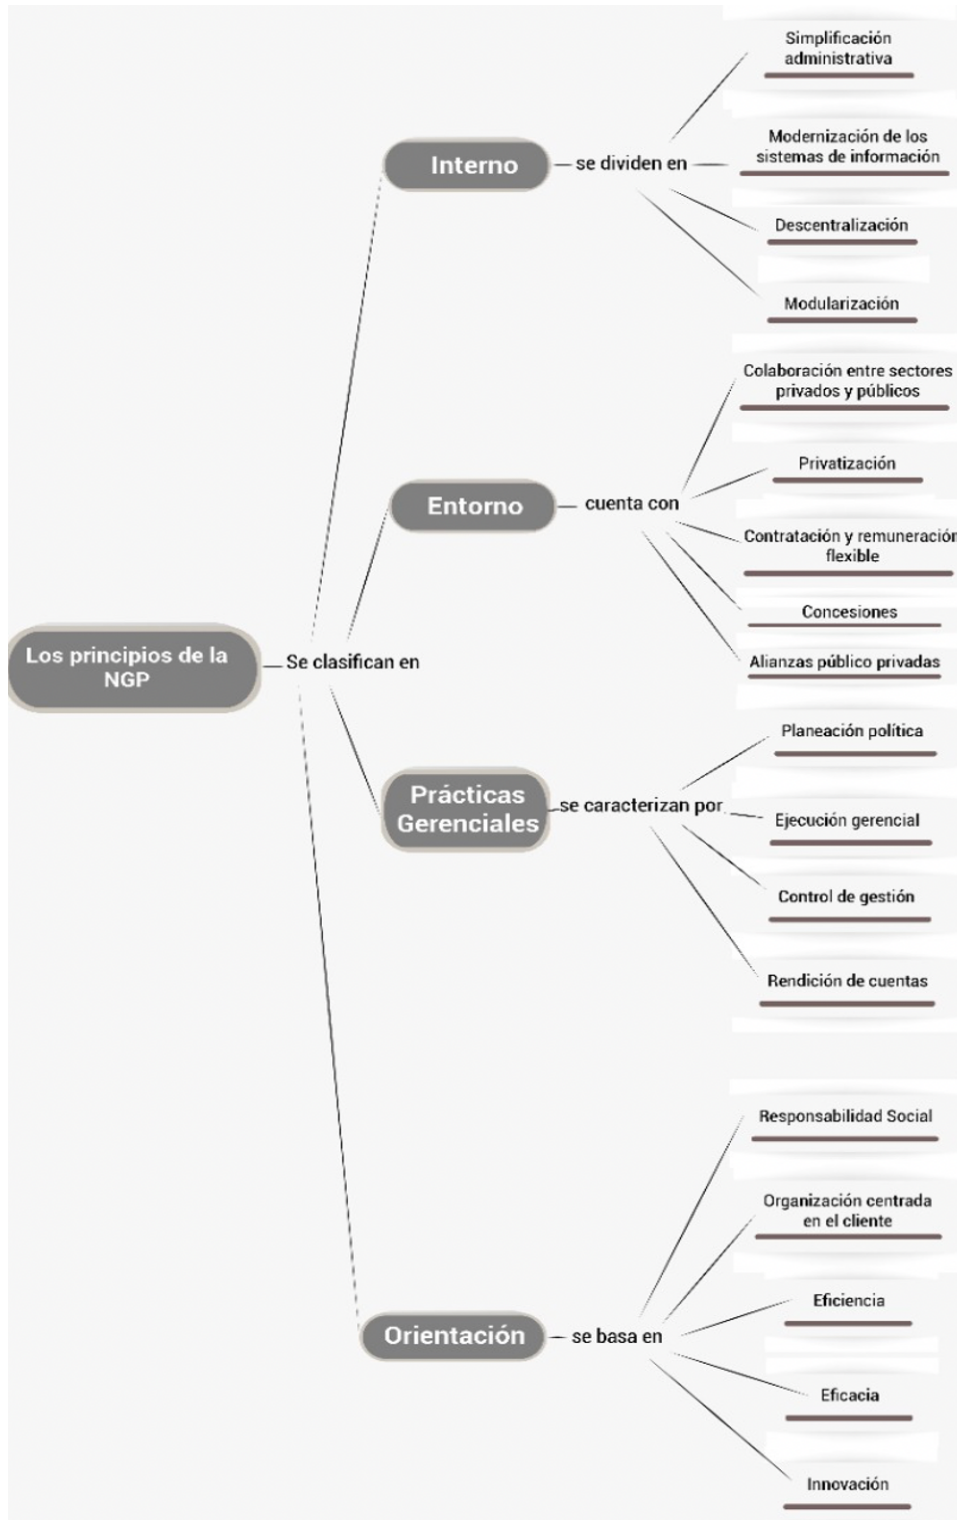 Los principios de la
NGP
Se clasifican en
Interno
se dividen en
Simplificación
administrativa
Modernización de los
sistemas de información
Descentralización
Modularización
Entorno
cuenta con
Colaboración entre sectores
privados y públicos
Privatización
Contratación y remuneración
flexible
Concesiones
Alianzas público privadas
Prácticas
Gerenciales
se caracterizan por
Planeación política
Ejecución gerencial
Control de gestión
Rendición de cuentas
Orientación
se basa en
Responsabilidad Social
Organización centrada
en el cliente
Eficiencia
Eficacia
Innovación